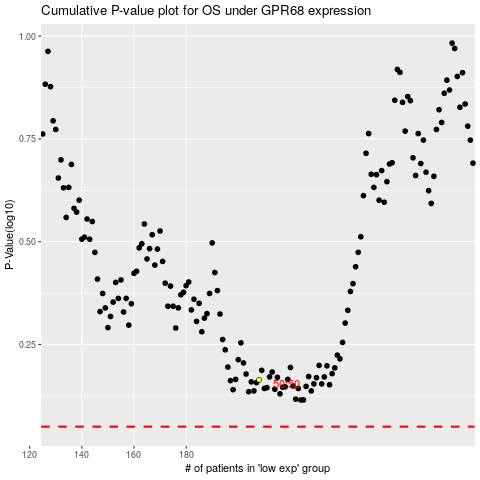 Cumulative P-value plot for OS under GPR68 expression
1.00
0.75
0.50
0.25
P-Value(log10)
50:50
120 140 160 180
# of patients in 'low exp' group